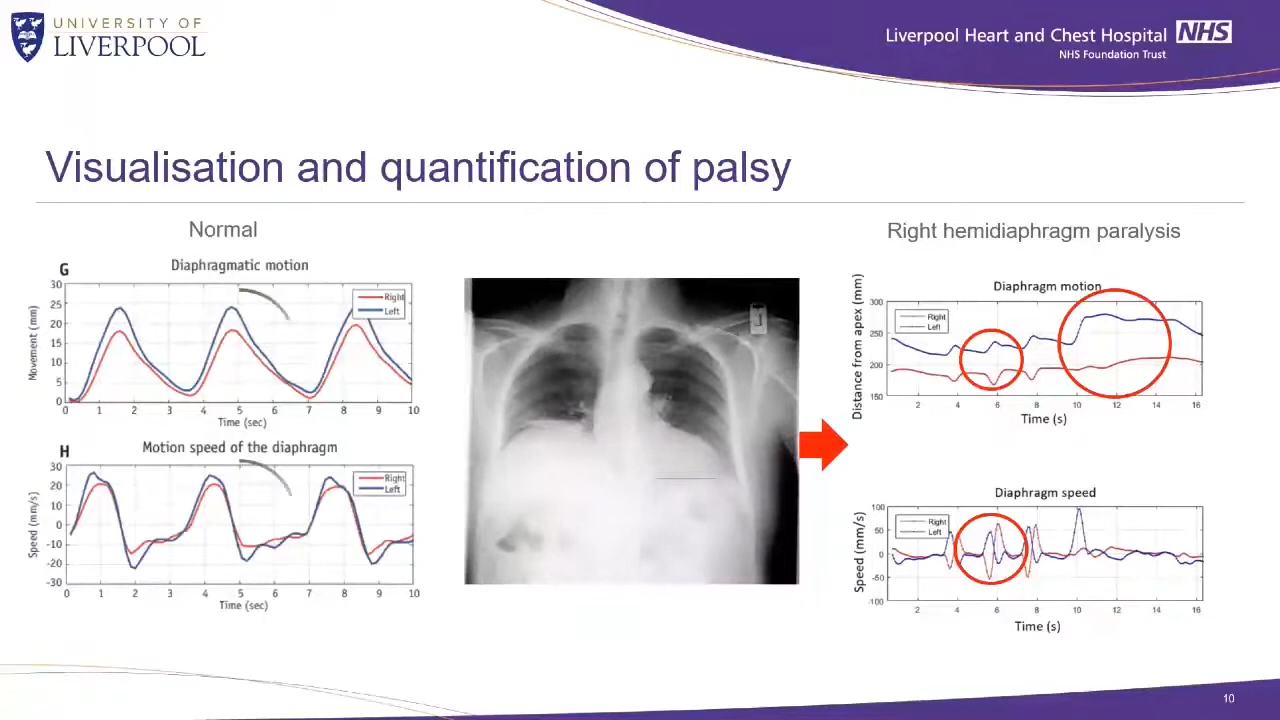 UNIVERSITY OF
LIVERPOOL
Liverpool Heart and Chest Hospital NHS
NHS Foundation Trust
Visualisation and quantification of palsy
Normal
G
Diaphragmatic motion
Movement (mm)
30
25
20
15
10
5
0
Right
Left
0 1 2 3 4 5 6 7 8 9 10
Time (sec)
H
Motion speed of the diaphragm
Speed (mm/s)
30
20
10
0
-10
-20
-30
Right
Left
0 1 2 3 4 5 6 7 8 9 10
Time (sec)
Right hemidiaphragm paralysis
Diaphragm motion
Distance from apex (mm)
300
250
200
150
Right
Left
2 4 6 8 10 12 14 16
Time (s)
Diaphragm speed
Speed (mm/s)
100
50
0
-50
-100
Right
Left
2 4 6 8 10 12 14 16
Time (s)
10